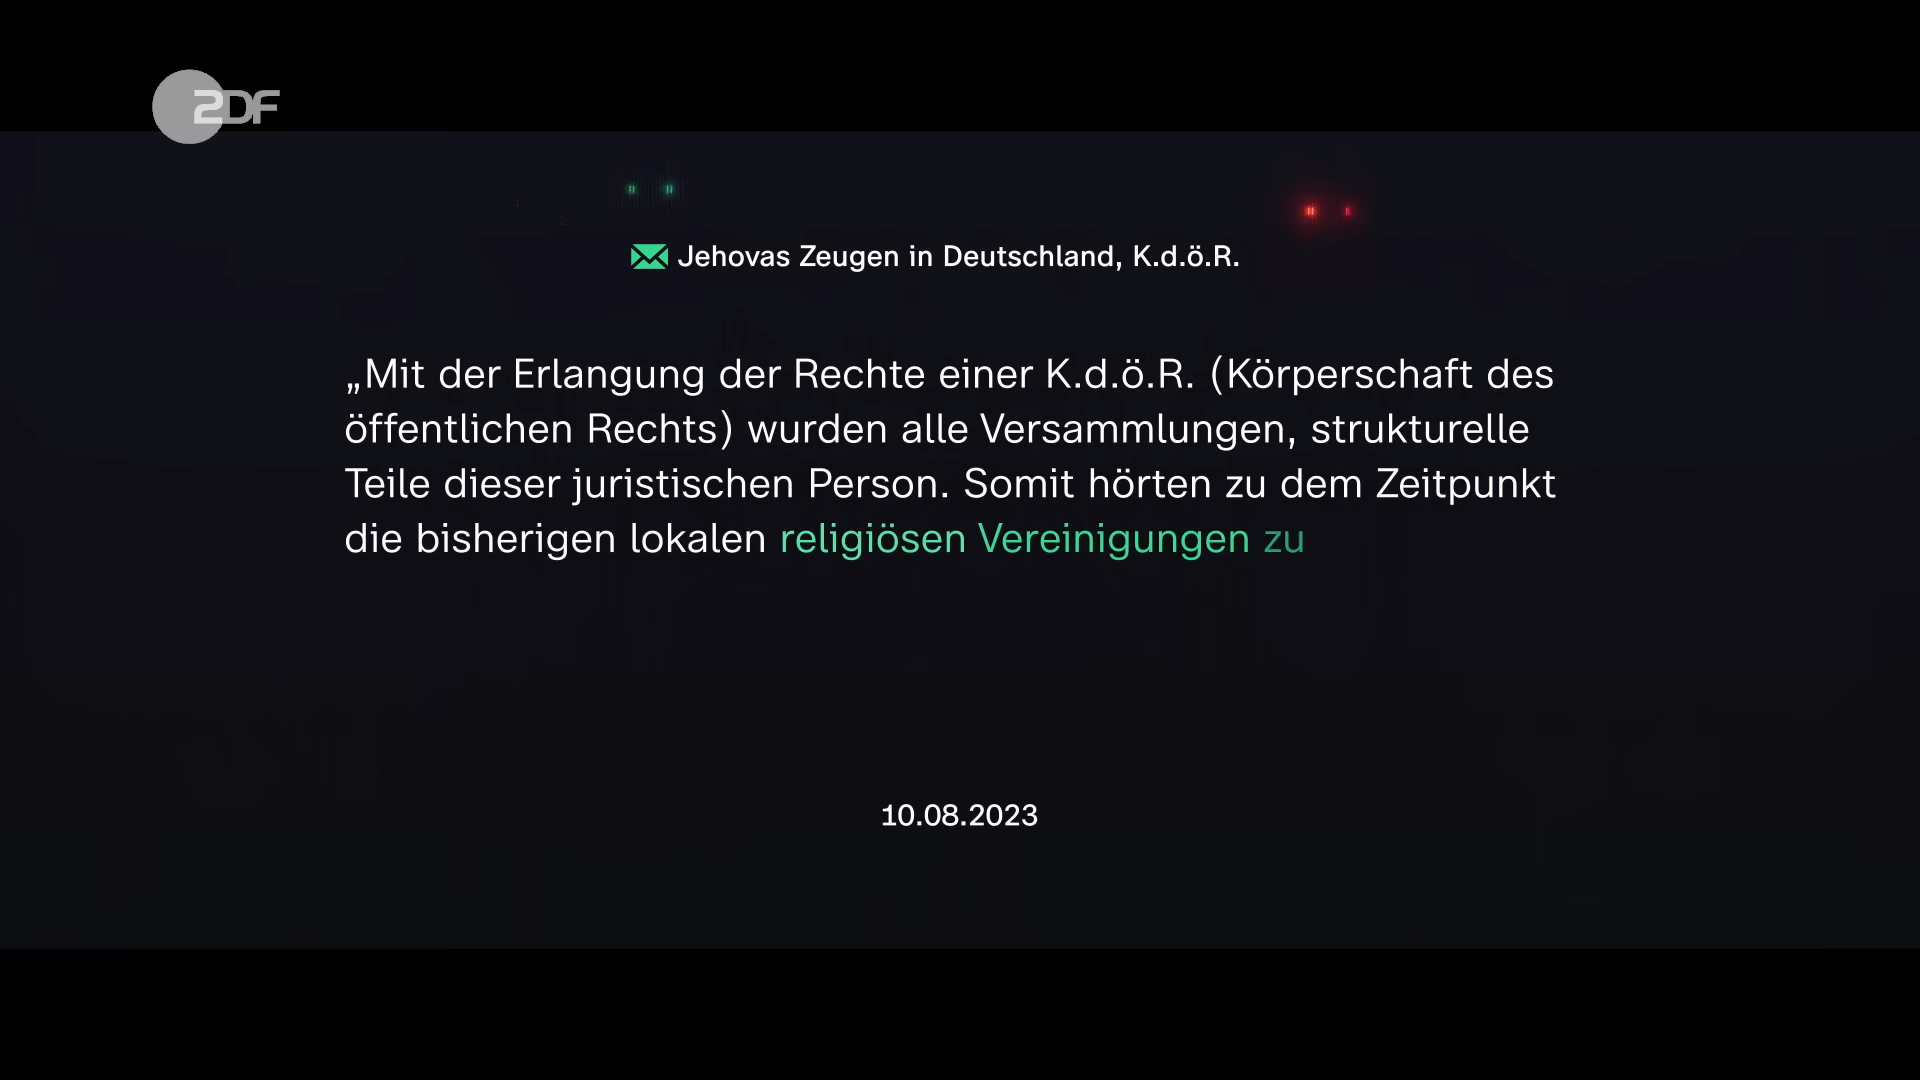 ZDF
Jehovas Zeugen in Deutschland, K.d.ö.R.
„Mit der Erlangung der Rechte einer K.d.ö.R. (Körperschaft des
öffentlichen Rechts) wurden alle Versammlungen, strukturelle
Teile dieser juristischen Person. Somit hörten zu dem Zeitpunkt
die bisherigen lokalen religiösen Vereinigungen zu
10.08.2023